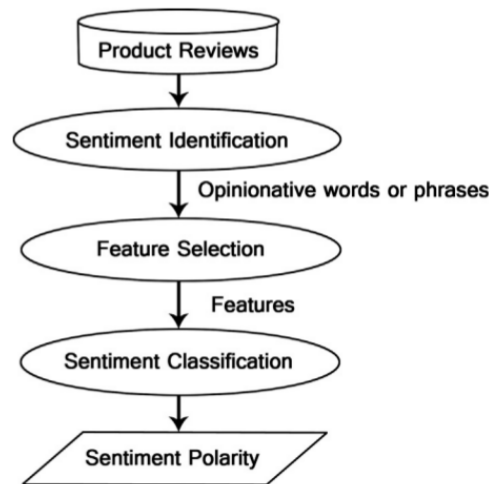 Product Reviews
Sentiment Identification
Opinionative words or phrases
Feature Selection
Features
Sentiment Classification
Sentiment Polarity